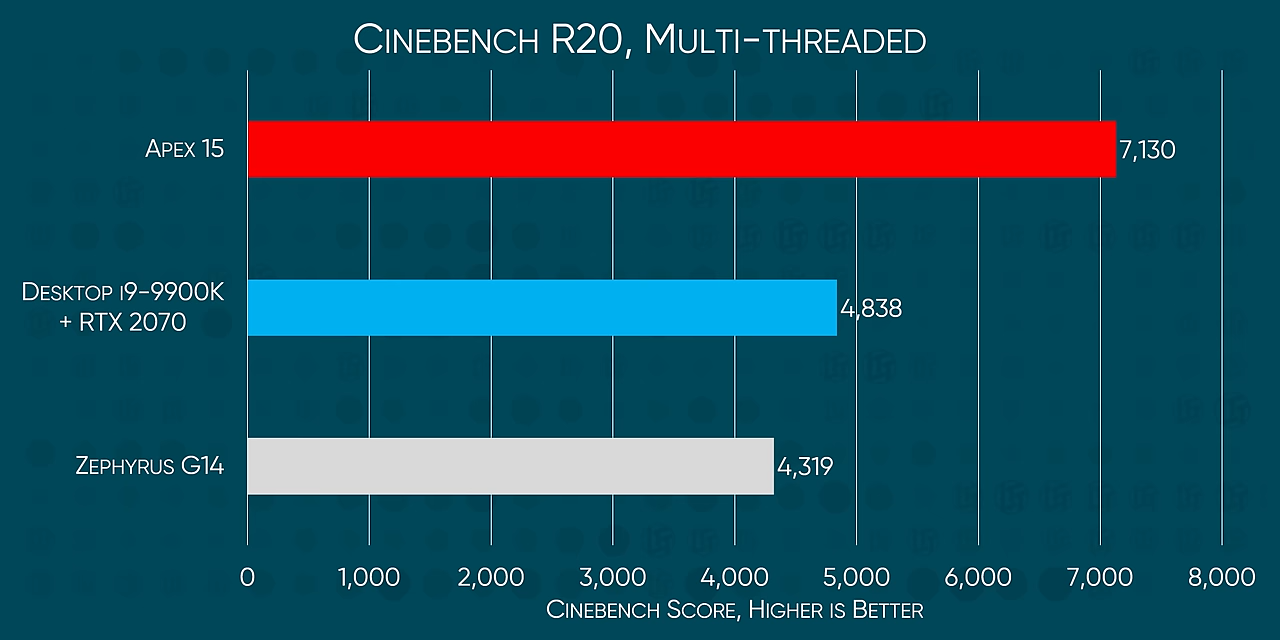 Cinebench R20, Multi-threaded
Apex 15
7,130
Desktop i9-9900K
+ RTX 2070
4,838
Zephyrus G14
4,319
0 1,000 2,000 3,000 4,000 5,000 6,000 7,000 8,000
Cinebench Score, Higher is Better